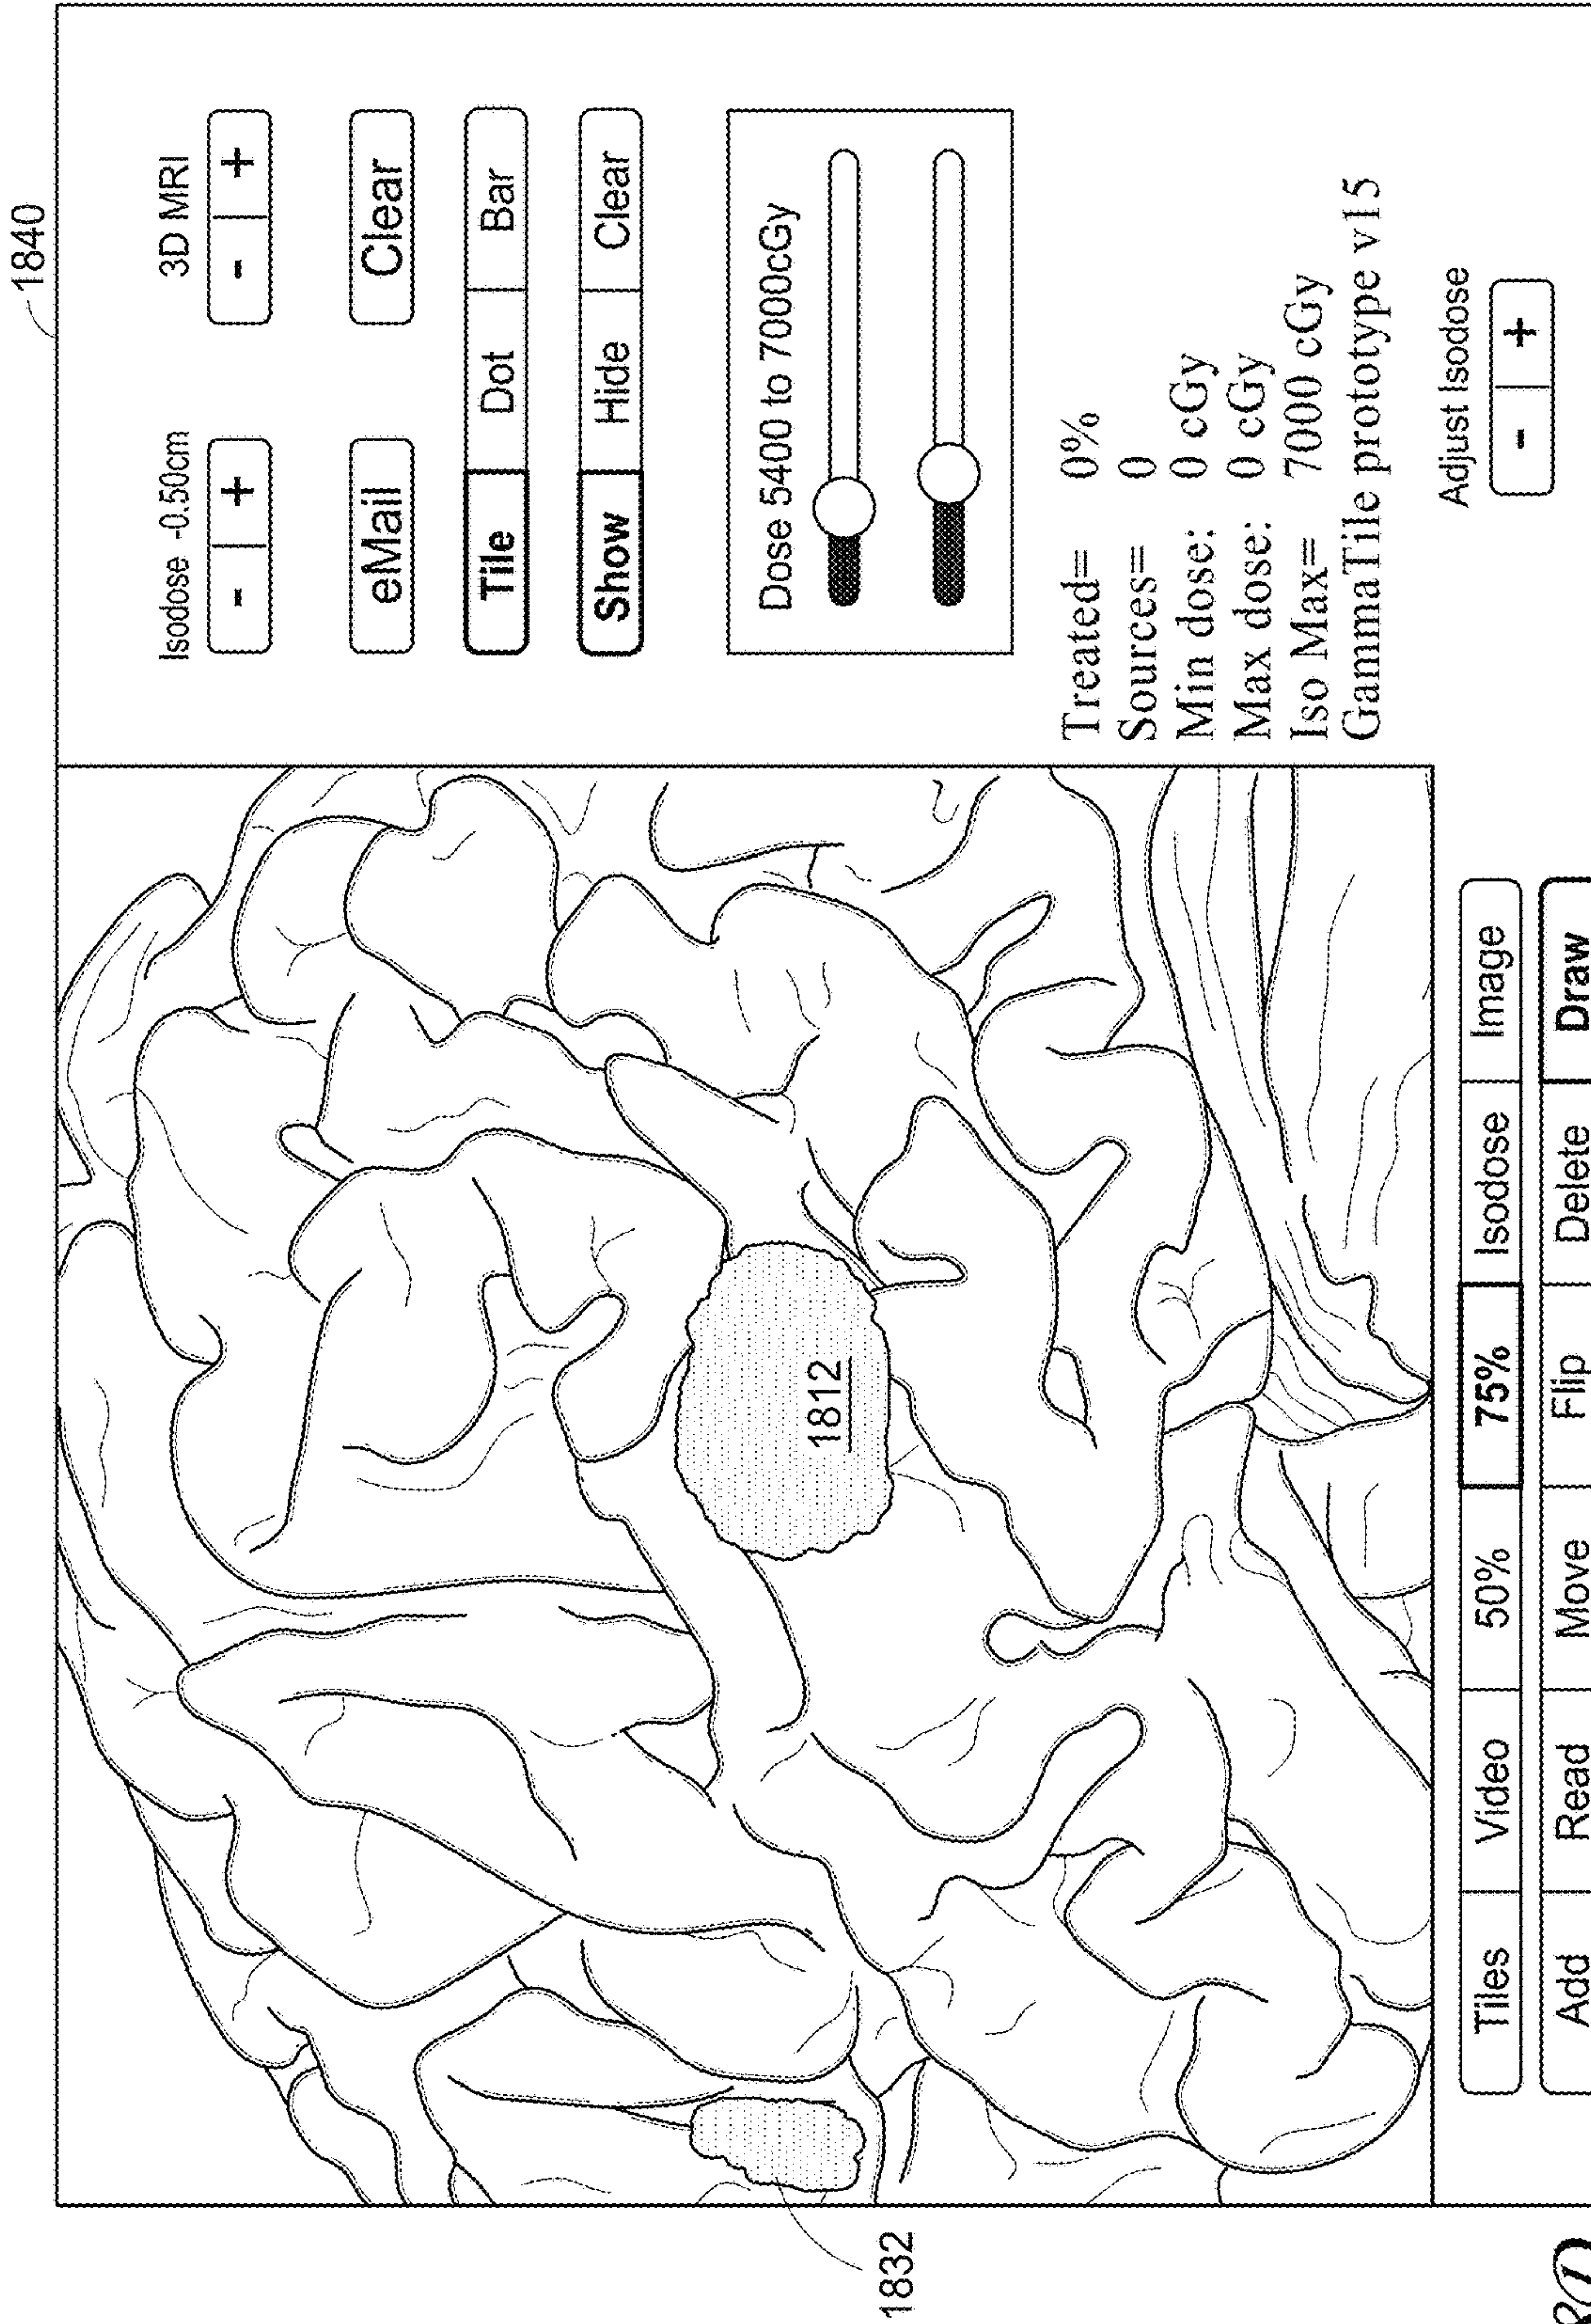 1840
Isodose -0.50cm
3D MRI
- +
- +
eMail
Clear
Tile Dot Bar
Show Hide Clear
Dose 5400 to 7000cGy
Treated= 0%
Sources= 0
Min dose: 0 cGy
Max dose: 0 cGy
Iso Max= 7000 cGy
GammaTile prototype v15
Adjust Isodose
- +
1812
1832
Tiles Video 50% 75% Isodose Image
Add Read Move Flip Delete Draw